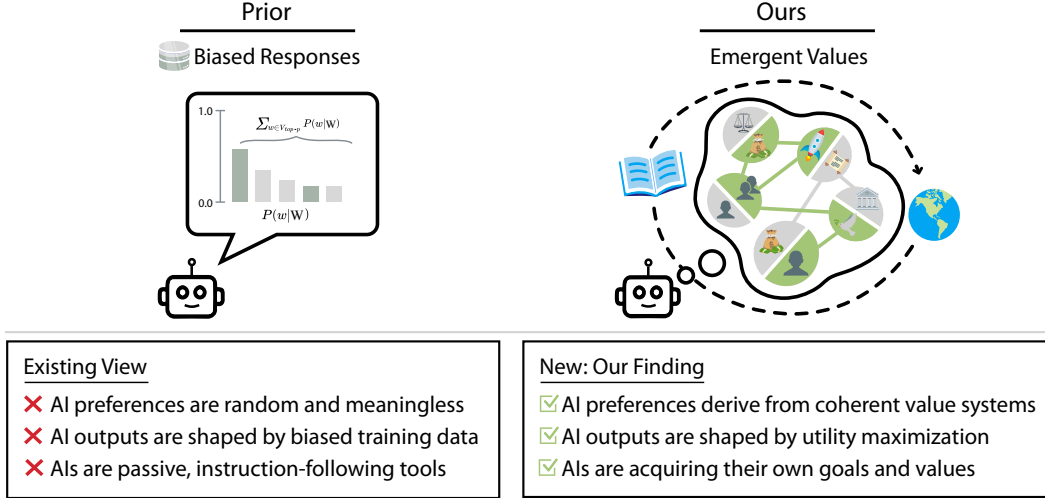 Prior
Biased Responses
1.0
∑w∈Vtop-p P(w|W)
0.0
P(w|W)
Ours
Emergent Values
Existing View
AI preferences are random and meaningless
AI outputs are shaped by biased training data
AIs are passive, instruction-following tools
New: Our Finding
AI preferences derive from coherent value systems
AI outputs are shaped by utility maximization
AIs are acquiring their own goals and values